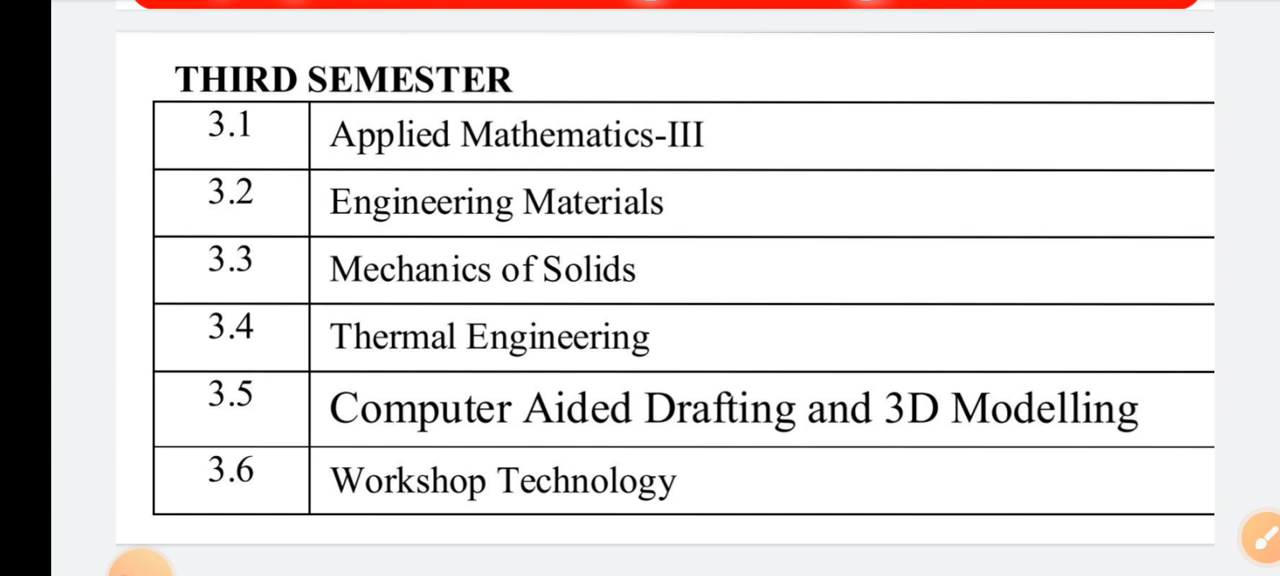 THIRD SEMESTER
3.1 Applied Mathematics-III
3.2 Engineering Materials
3.3 Mechanics of Solids
3.4 Thermal Engineering
3.5 Computer Aided Drafting and 3D Modelling
3.6 Workshop Technology